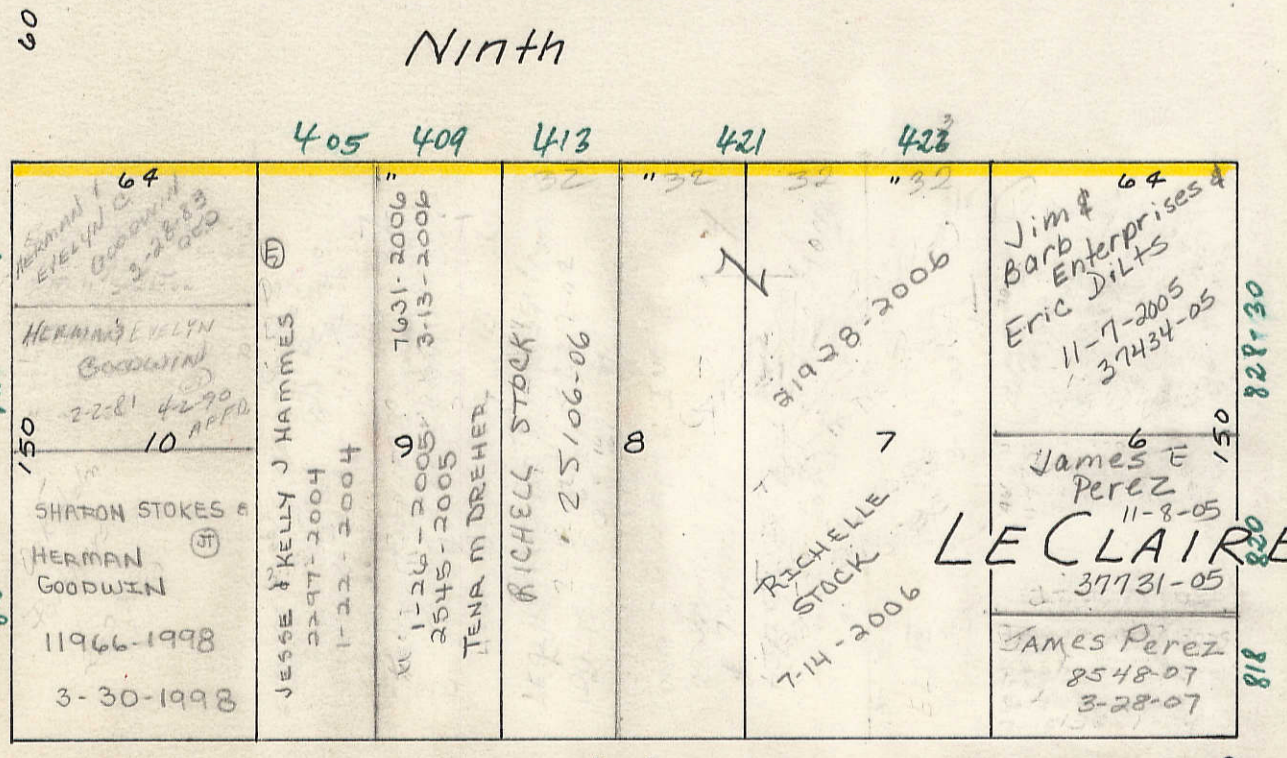 60
Ninth
405 409 413 421 423
64
HERMAN
EVELYN C.
GOODWIN
3-28-83
HERMAN EVELYN
GOODWIN
2-2-81 4-2-90
AFFD
150
10
SHARON STOKES &
HERMAN
GOODWIN
11966-1998
3-30-1998
JESSE & KELLY J HAMMES
JT
2297-2004
1-22-2004
"
7631-2006
3-13-2006
9
1-26-2005
2545-2005
TENA M DREHER
32
RICHELL STOCK
25106-06
" 32
8
32
" 32
21928-2006
7
RICHELLE
STOCK
7-14-2006
64
Jim &
Barb
Enterprises &
Eric Dilts
11-7-2005
37434-05
828-30
150
6
James E
Perez
11-8-05
LE CLAIRE
820
37731-05
JAMES Perez
8548-07
3-28-07
818